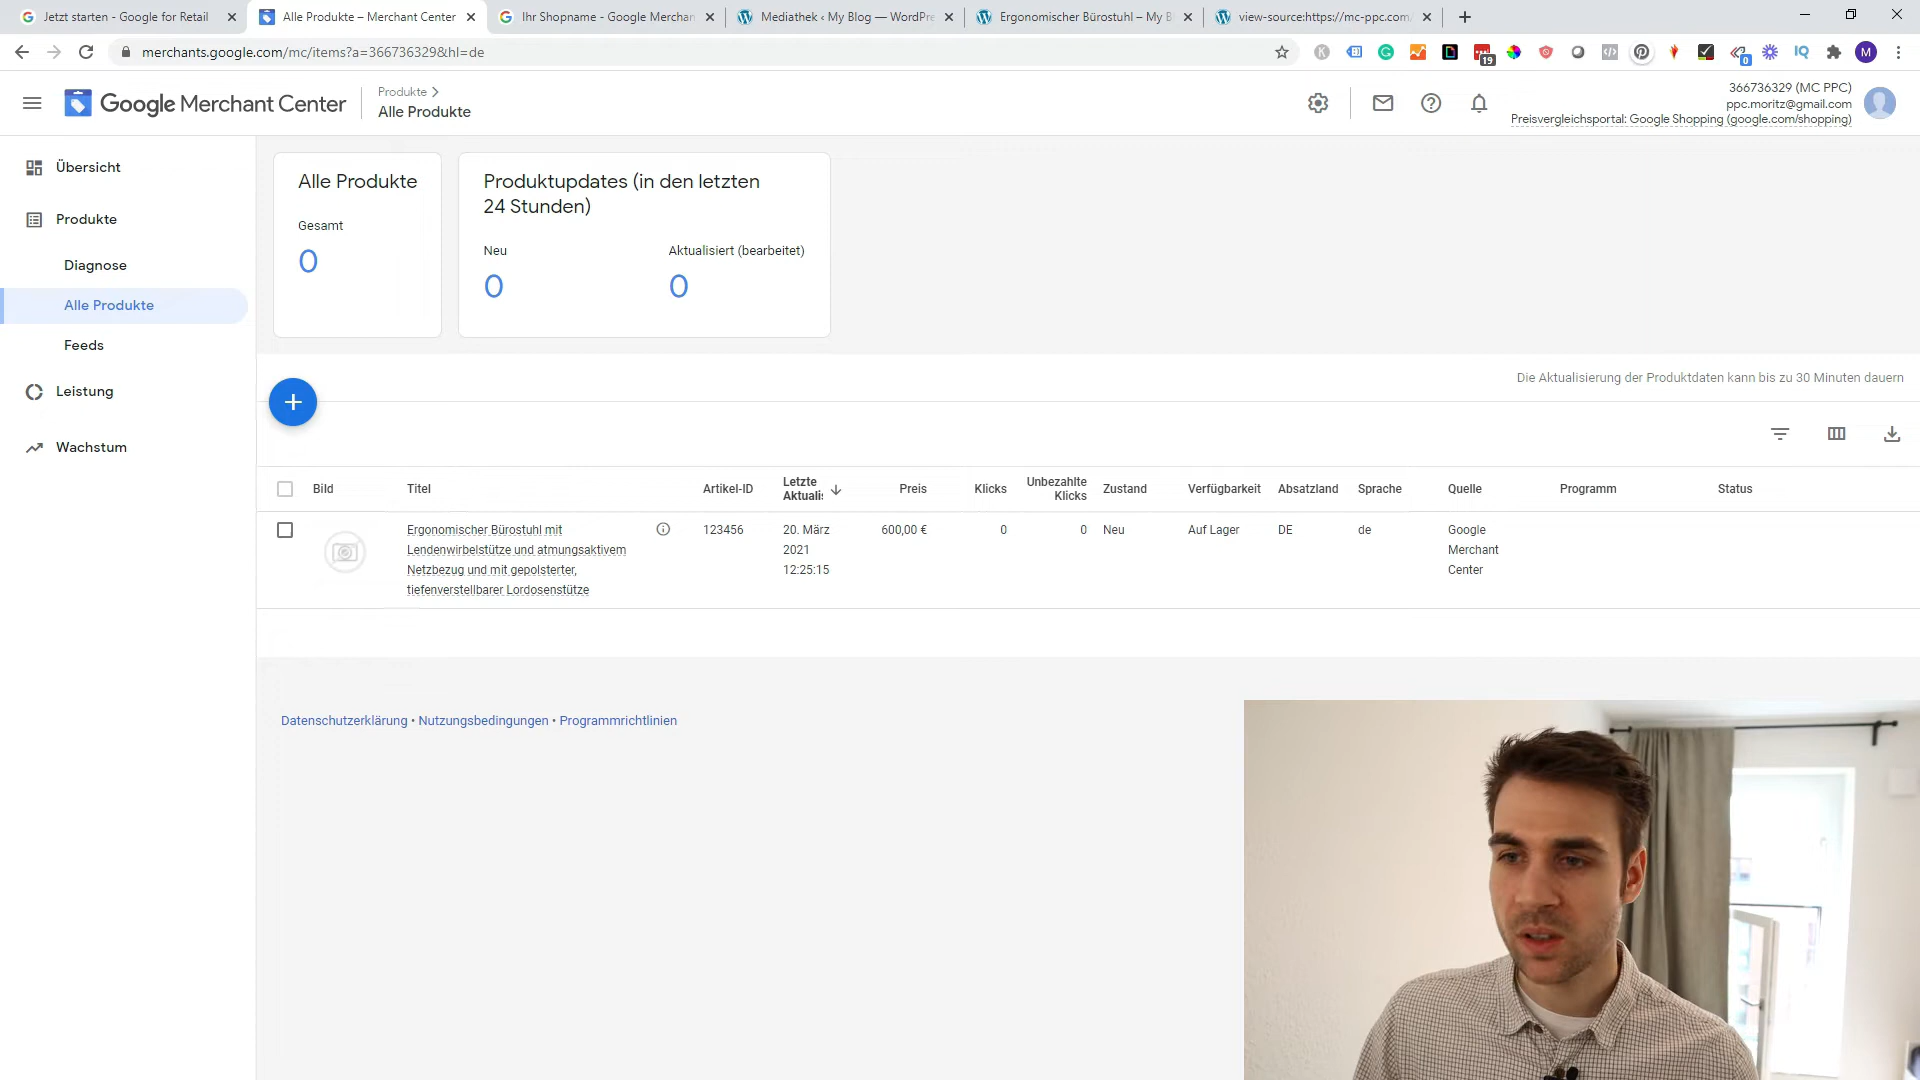 Jetzt starten - Google for Retail
Alle Produkte – Merchant Center
Ihr Shopname - Google Merchan
Mediathek ‹ My Blog — WordPre
Ergonomischer Bürostuhl – My B
view-source:https://mc-ppc.com
merchants.google.com/mc/items?a=366736329&hl=de
19
0
IQ
M
Google Merchant Center
Produkte
Alle Produkte
366736329 (MC PPC)
ppc.moritz@gmail.com
Preisvergleichsportal: Google Shopping (google.com/shopping)
Übersicht
Produkte
Diagnose
Alle Produkte
Feeds
Leistung
Wachstum
Alle Produkte
Gesamt
0
Produktupdates (in den letzten
24 Stunden)
Neu
0
Aktualisiert (bearbeitet)
0
Die Aktualisierung der Produktdaten kann bis zu 30 Minuten dauern
Bild
Titel
Artikel-ID
Letzte
Aktualis
Preis
Klicks
Unbezahlte
Klicks
Zustand
Verfügbarkeit
Absatzland
Sprache
Quelle
Programm
Status
Ergonomischer Bürostuhl mit
Lendenwirbelstütze und atmungsaktivem
Netzbezug und mit gepolsterter,
tiefenverstellbarer Lordosenstütze
123456
20. März
2021
12:25:15
600,00 €
0
0
Neu
Auf Lager
DE
de
Google
Merchant
Center
Datenschutzerklärung • Nutzungsbedingungen • Programmrichtlinien